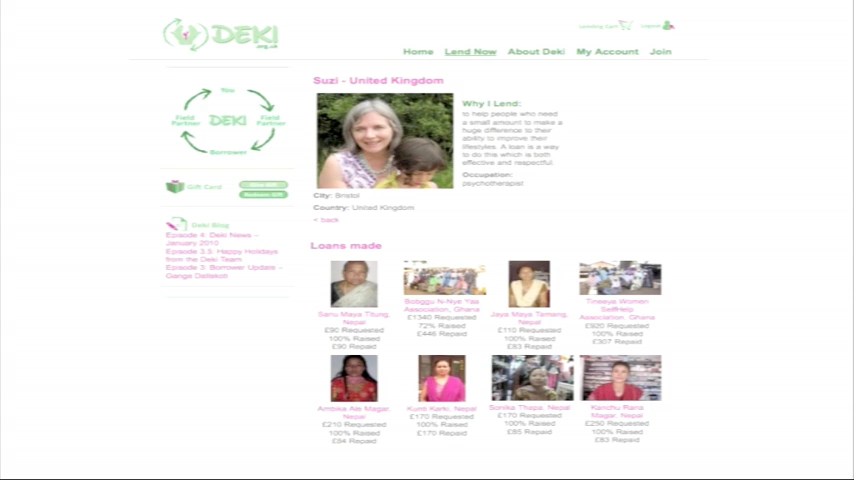 DEKI
.org.uk
Lending Cart
Logout
Home Lend Now About Deki My Account Join
You
Field Partner
DEKI
Field Partner
Borrower
Gift Card
Redeem Gift
Deki Blog
Episode 4: Deki News –
January 2010
Episode 3.5: Happy Holidays
from the Deki Team
Episode 3: Borrower Update –
Ganga Dattakoti
Suzi - United Kingdom
Why I Lend:
to help people who need
a small amount to make a
huge difference to their
ability to improve their
lifestyles. A loan is a way
to do this which is both
effective and respectful
Occupation:
psychotherapist
City: Bristol
Country: United Kingdom
« back
Loans made
Sanu Maya Titung,
Nepal
£90 Requested
100% Raised
£90 Repaid
Bobggu N-Nye Yaa
Association, Ghana
£1340 Requested
72% Raised
£446 Repaid
Jaya Maya Tamang,
Nepal
£110 Requested
100% Raised
£83 Repaid
Women
SelfHelp
Association, Ghana
£920 Requested
100% Raised
£307 Repaid
Ambika Ale Magar,
Nepal
£210 Requested
100% Raised
£84 Repaid
Kunti Karki, Nepal
£170 Requested
100% Raised
£170 Repaid
Sonika Thapa, Nepal
£170 Requested
100% Raised
£85 Repaid
Kanchu Rana
Magar, Nepal
£250 Requested
100% Raised
£83 Repaid